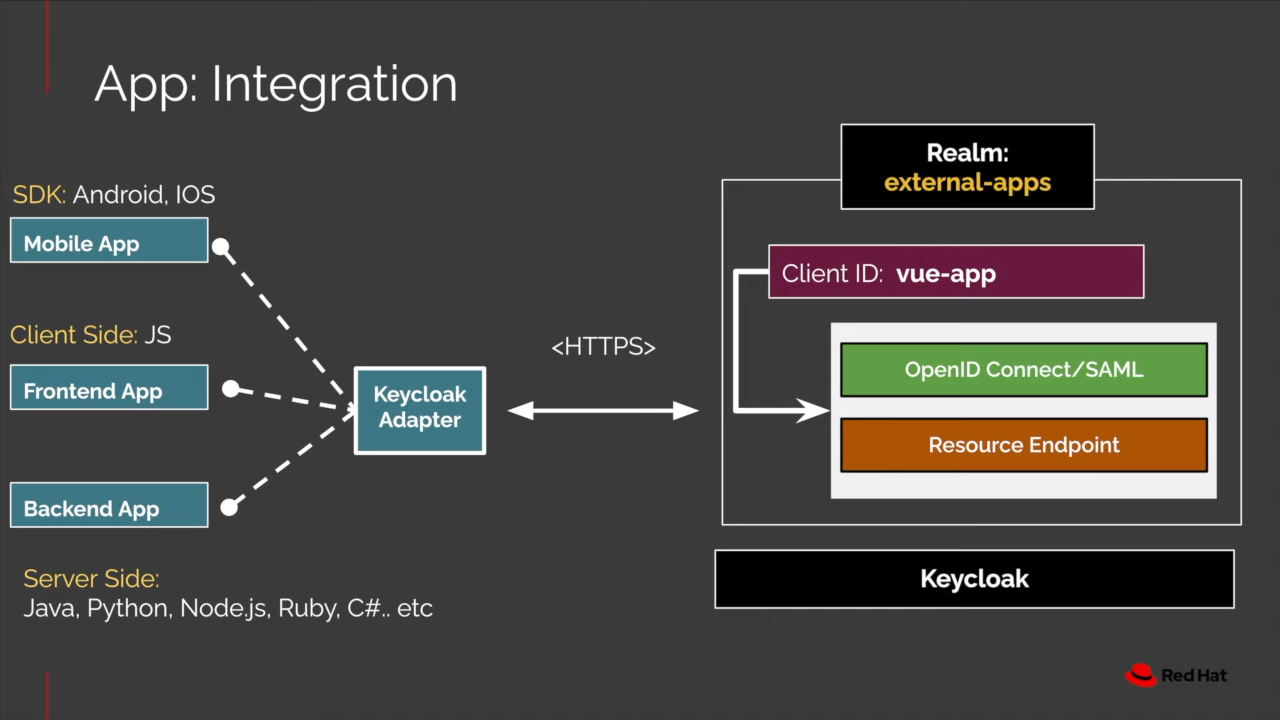 App: Integration
SDK: Android, IOS
Mobile App
Client Side: JS
Frontend App
Backend App
Server Side:
Java, Python, Node.js, Ruby, C#.. etc
Keycloak
Adapter
<HTTPS>
Realm:
external-apps
Client ID: vue-app
OpenID Connect/SAML
Resource Endpoint
Keycloak
Red Hat